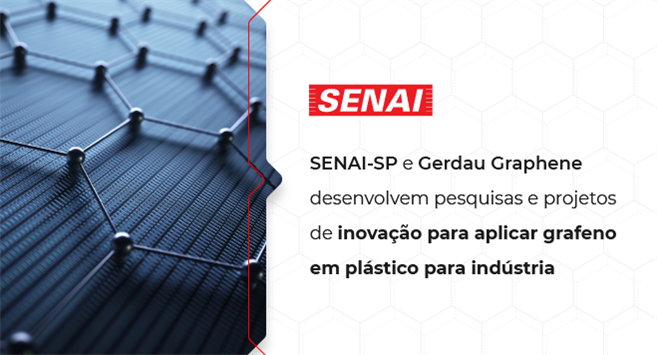 SENAI
SENAI-SP e Gerdau Graphene
desenvolvem pesquisas e projetos
de inovação para aplicar grafeno
em plástico para indústria